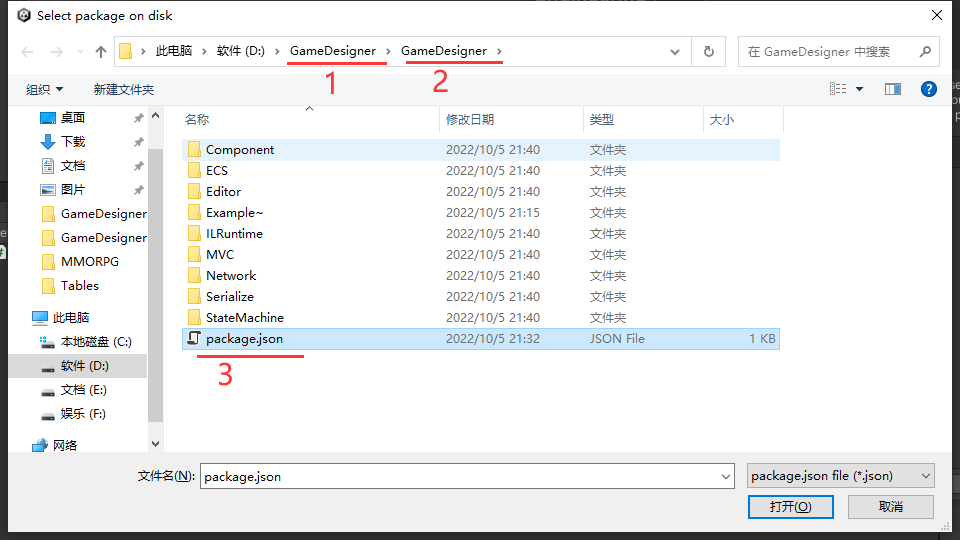 Select package on disk
此电脑 > 软件 (D:) > GameDesigner > GameDesigner >
在 GameDesigner 中搜索
1
2
组织
新建文件夹
名称
修改日期
类型
大小
桌面
下载
文档
图片
GameDesigner
GameDesigner
MMORPG
Tables
此电脑
本地磁盘 (C:)
软件 (D:)
文档 (E:)
娱乐 (F:)
网络
Component 2022/10/5 21:40 文件夹
ECS 2022/10/5 21:40 文件夹
Editor 2022/10/5 21:40 文件夹
Example~ 2022/10/5 21:15 文件夹
ILRuntime 2022/10/5 21:40 文件夹
MVC 2022/10/5 21:40 文件夹
Network 2022/10/5 21:40 文件夹
Serialize 2022/10/5 21:40 文件夹
StateMachine 2022/10/5 21:40 文件夹
package.json 2022/10/5 21:32 JSON File 1 KB
3
文件名(N): package.json
package.json file (*.json)
打开(O)
取消